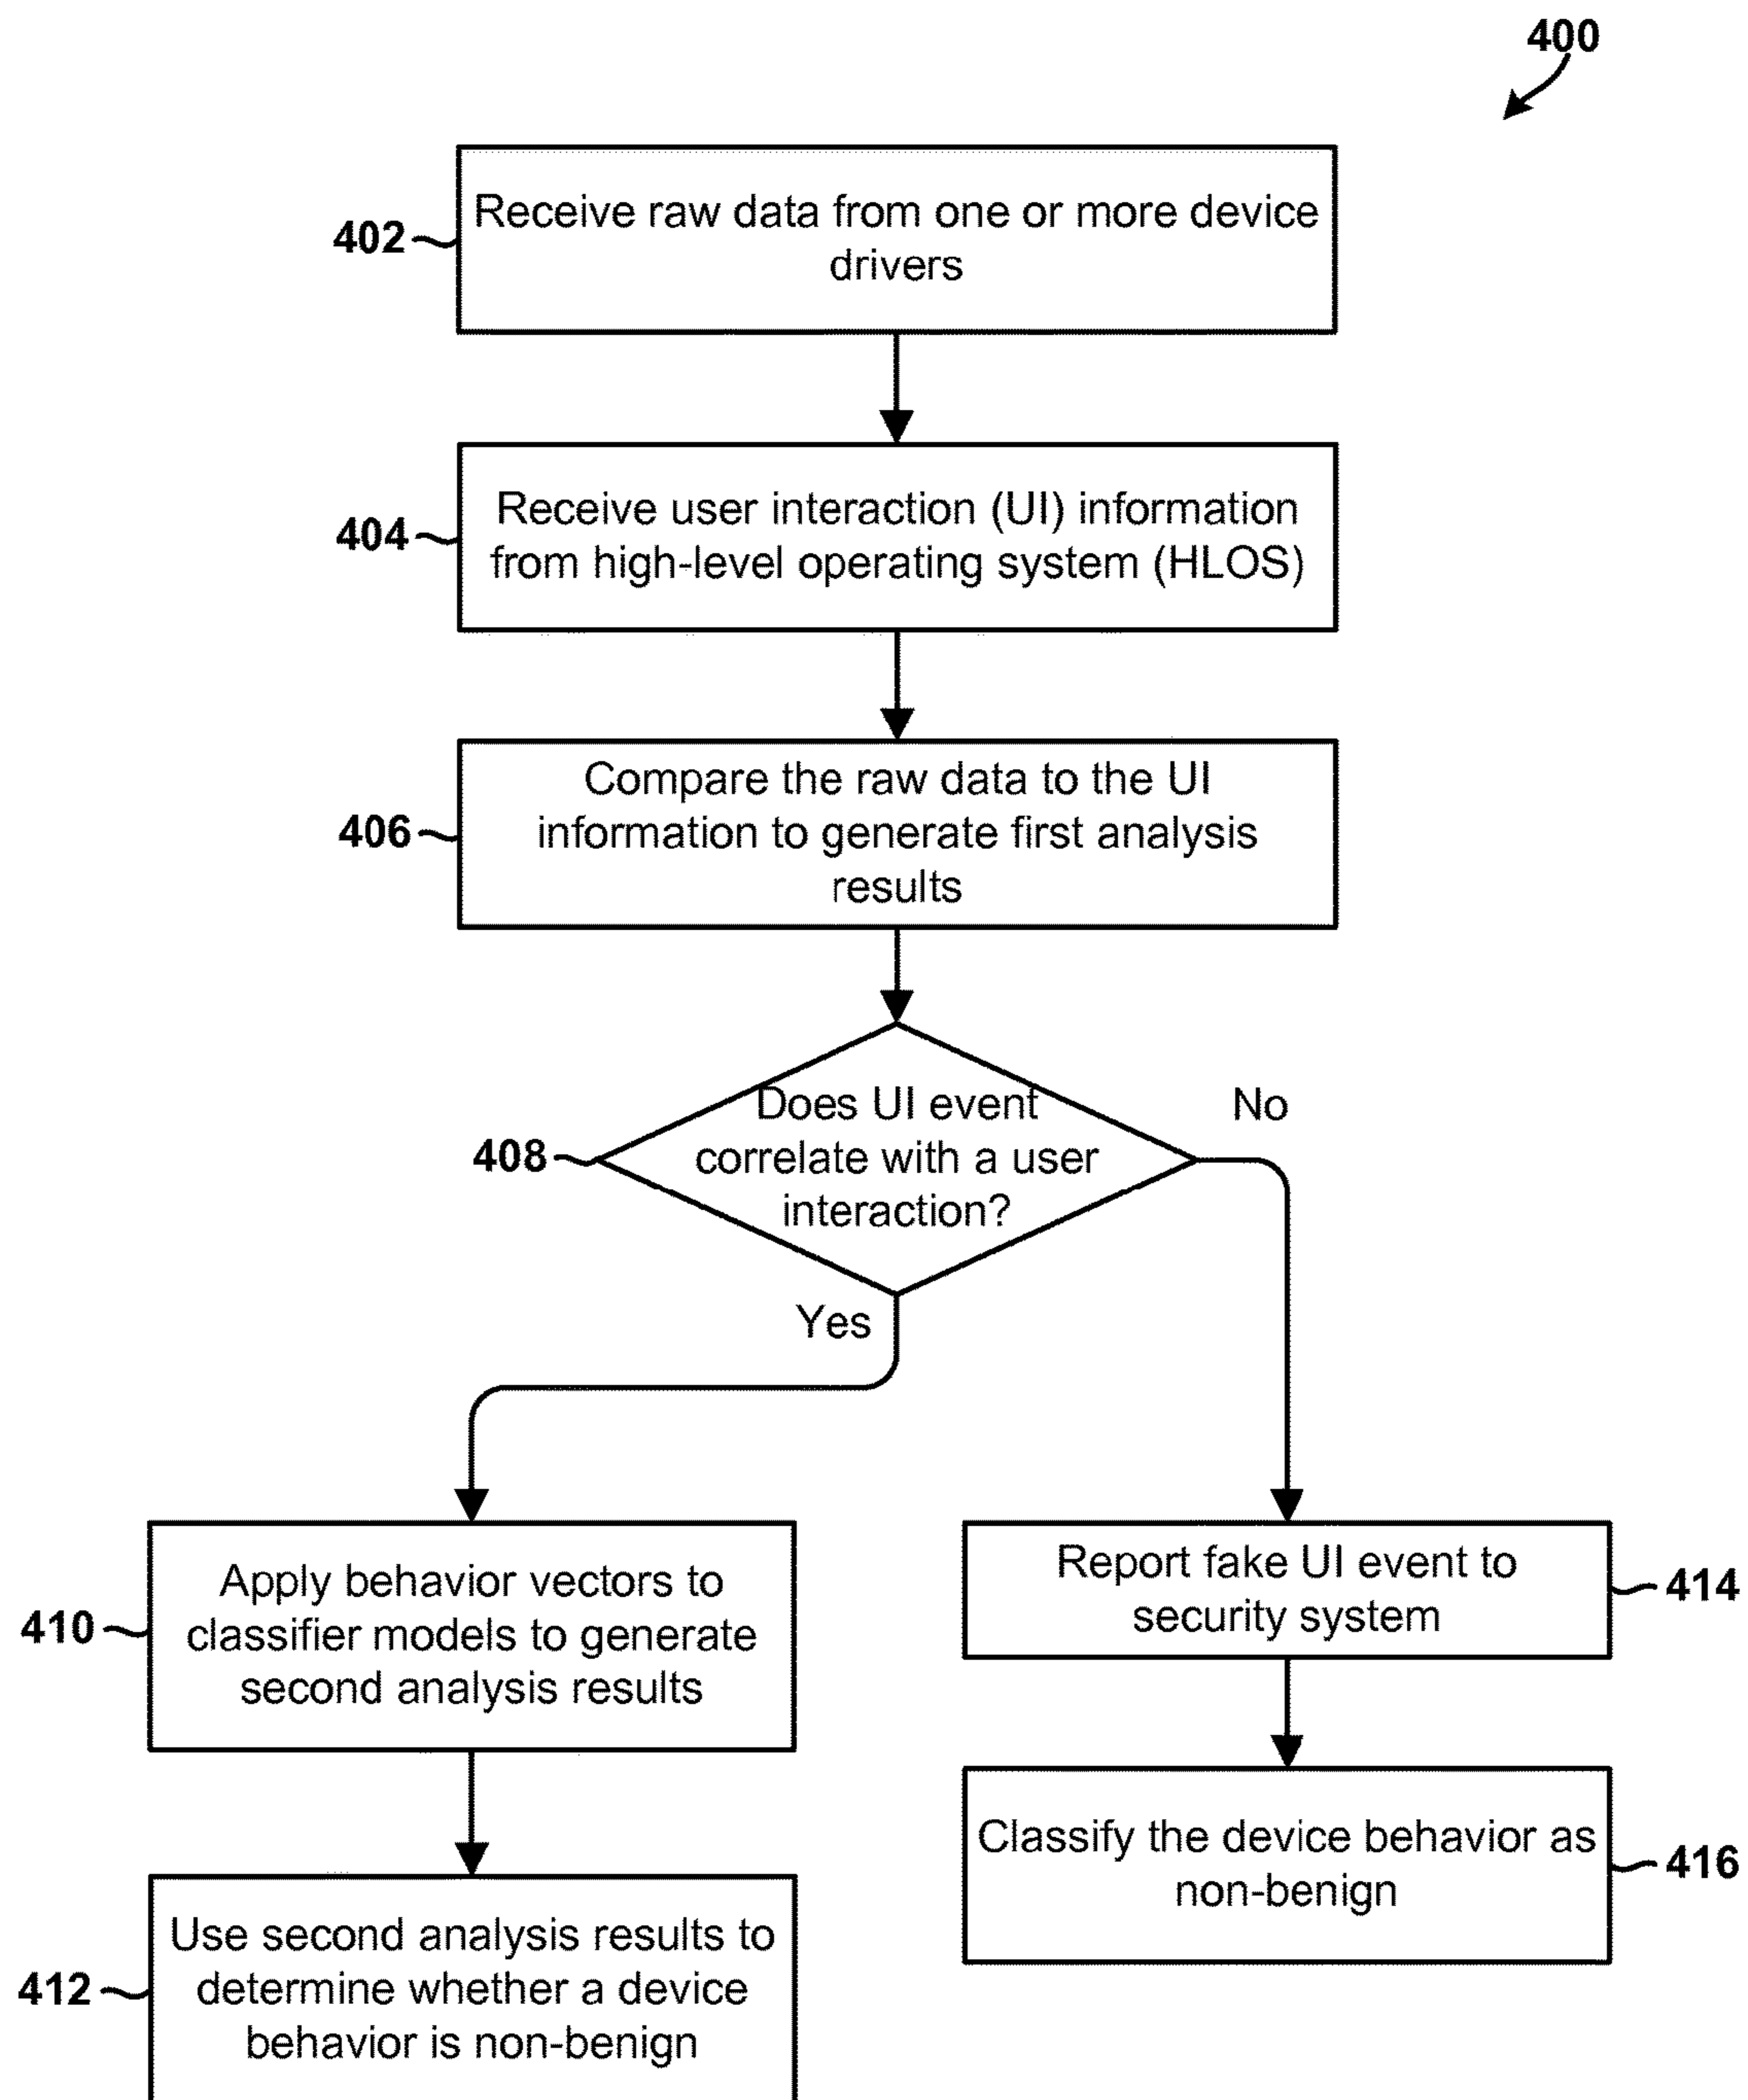 400
402
Receive raw data from one or more device
drivers
404
Receive user interaction (UI) information
from high-level operating system (HLOS)
406
Compare the raw data to the UI
information to generate first analysis
results
408
Does UI event
correlate with a user
interaction?
No
Yes
410
Apply behavior vectors to
classifier models to generate
second analysis results
412
Use second analysis results to
determine whether a device
behavior is non-benign
Report fake UI event to
security system
414
Classify the device behavior as
non-benign
416